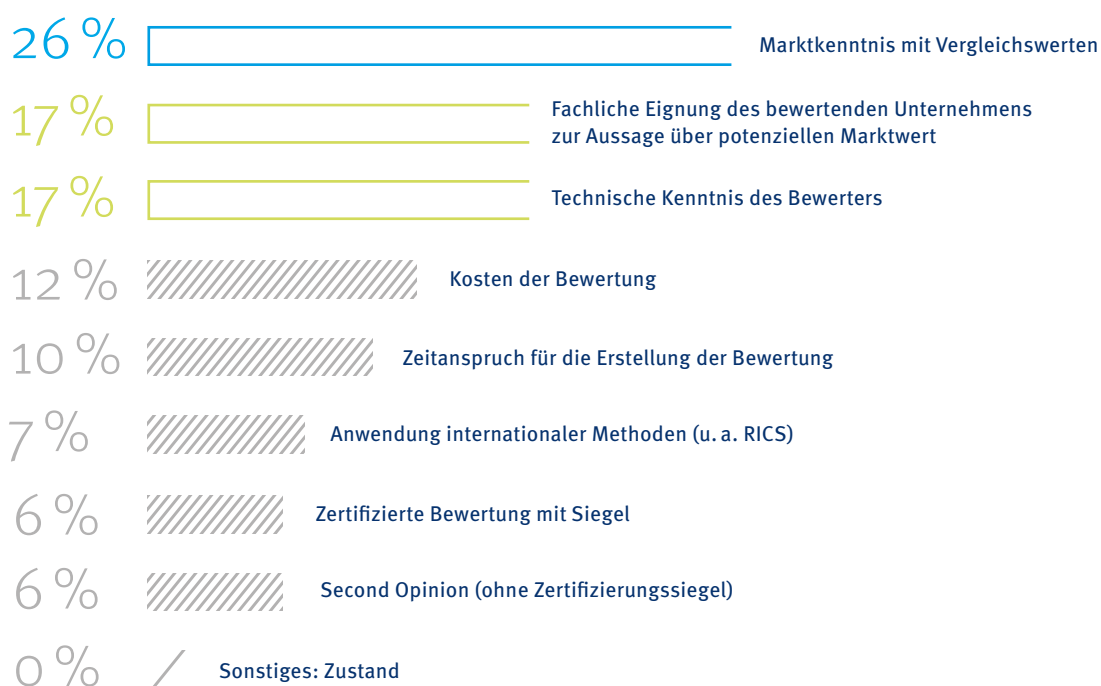 26 % Marktkenntnis mit Vergleichswerten
17 % Fachliche Eignung des bewertenden Unternehmens
zur Aussage über potenziellen Marktwert
17 % Technische Kenntnis des Bewerters
12 % Kosten der Bewertung
10 % Zeitanspruch für die Erstellung der Bewertung
7 % Anwendung internationaler Methoden (u. a. RICS)
6 % Zertifizierte Bewertung mit Siegel
6 % Second Opinion (ohne Zertifizierungssiegel)
0 % Sonstiges: Zustand